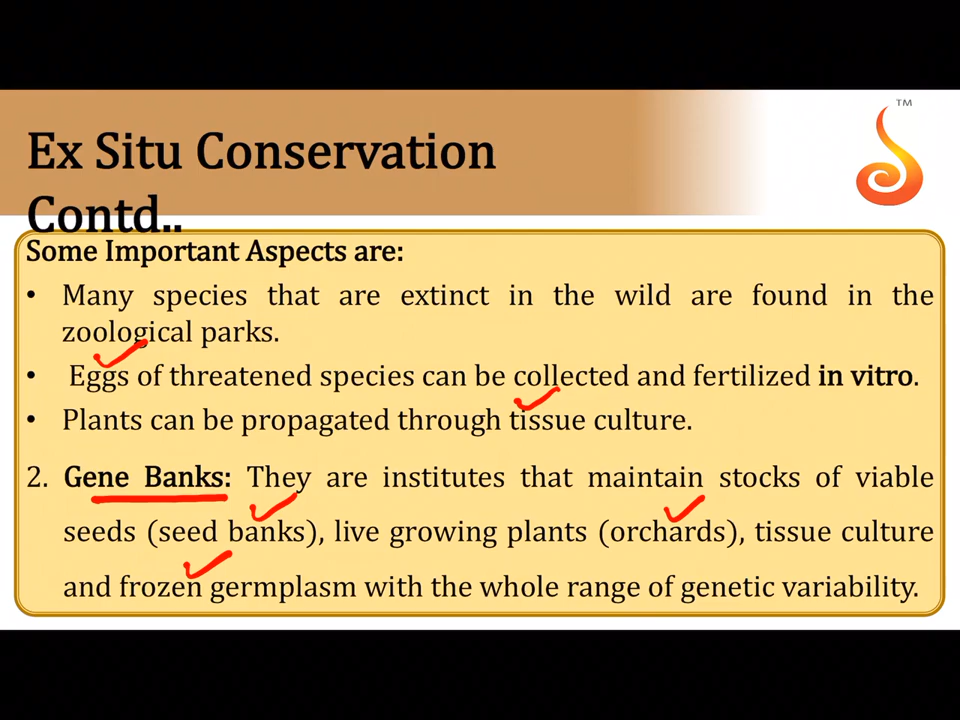 TM
Ex Situ Conservation
Contd..
Some Important Aspects are:
• Many species that are extinct in the wild are found in the
zoological parks.
• Eggs of threatened species can be collected and fertilized in vitro.
• Plants can be propagated through tissue culture.
2. Gene Banks: They are institutes that maintain stocks of viable
seeds (seed banks), live growing plants (orchards), tissue culture
and frozen germplasm with the whole range of genetic variability.